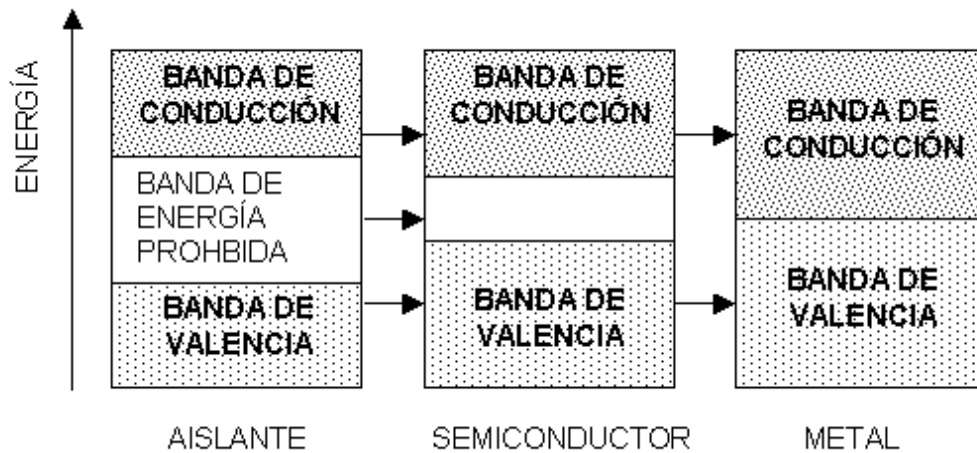 ENERGÍA
BANDA DE
CONDUCCIÓN
BANDA DE
ENERGÍA
PROHBIDA
BANDA DE
VALENCIA
AISLANTE
BANDA DE
CONDUCCIÓN
BANDA DE
VALENCIA
SEMICONDUCTOR
BANDA DE
CONDUCCIÓN
BANDA DE
VALENCIA
METAL